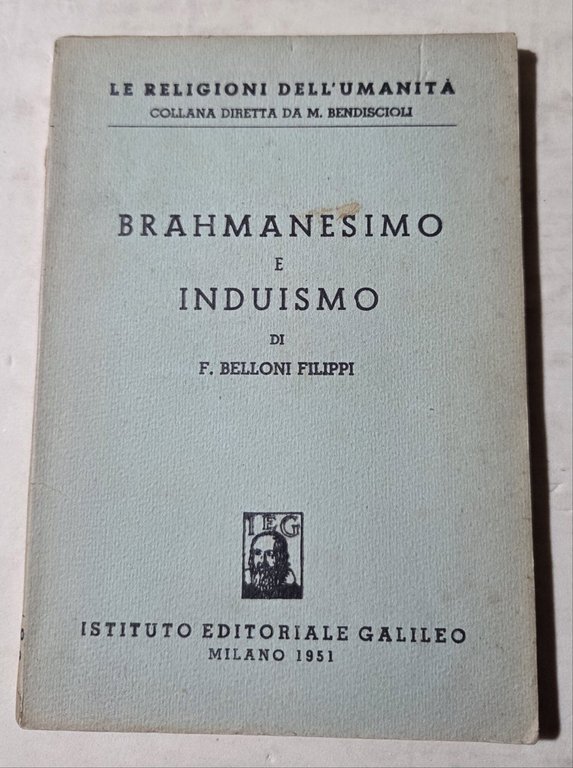 LE RELIGIONI DELL'UMANITÀ
COLLANA DIRETTA DA M. BENDISCIOLI
BRAHMANESIMO
E
INDUISMO
DI
F. BELLONI FILIPPI
IEG
ISTITUTO EDITORIALE GALILEO
MILANO 1951